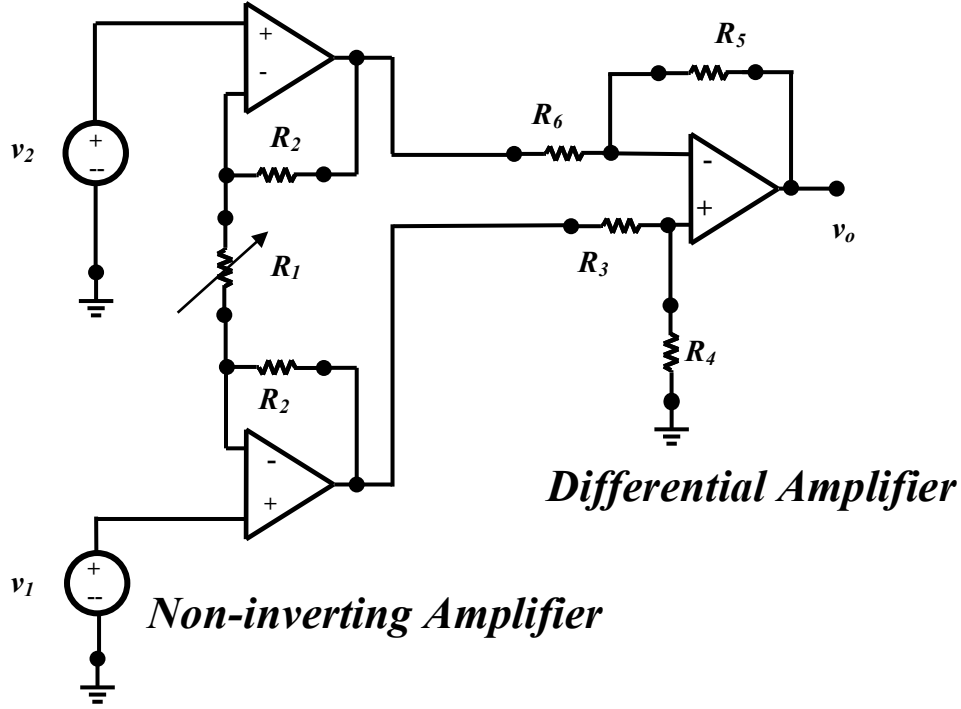 +
-
R5
R2
R6
v2
+
--
-
+
vo
R1
R3
R4
R2
-
+
Differential Amplifier
v1
+
--
Non-inverting Amplifier